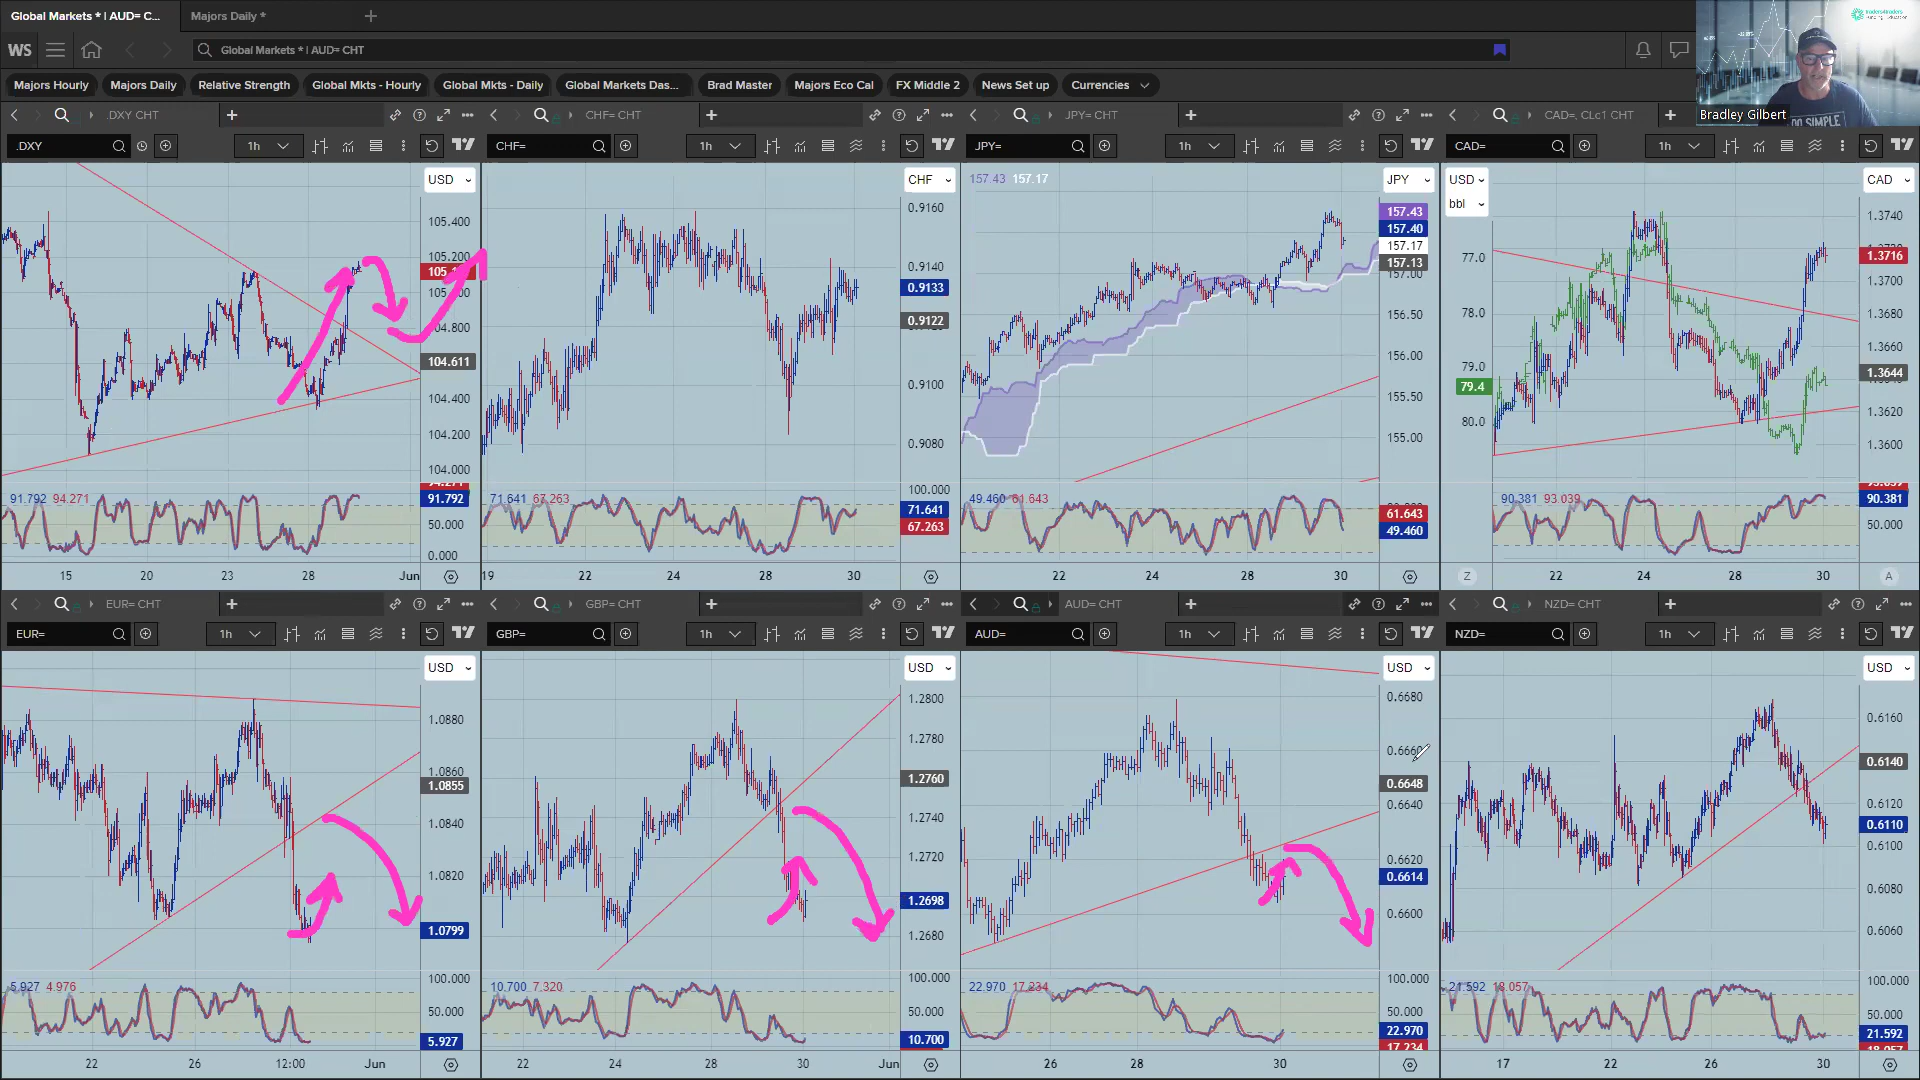 Global Markets * | AUD= C...
Majors Daily *
WS
Global Markets * | AUD= CHT
traders4traders
Bradley Gilbert
DO SIMPLE
Majors Hourly
Majors Daily
Relative Strength
Global Mkts - Hourly
Global Mkts - Daily
Global Markets Das...
Brad Master
Majors Eco Cal
FX Middle 2
News Set up
Currencies
.DXY CHT
.DXY
1h
USD
105.400
105.200
104.800
104.611
104.400
104.200
104.000
91.792 94.271
91.792
50.000
0.000
15
20
23
28
Jun
CHF= CHT
CHF=
1h
CHF
0.9160
0.9140
0.9133
0.9122
0.9100
0.9080
71.641 67.263
100.000
71.641
67.263
19
22
24
28
30
JPY= CHT
JPY=
1h
157.43 157.17
JPY
157.43
157.40
157.17
157.13
157.00
156.50
156.00
155.50
155.00
49.460 61.643
61.643
49.460
22
24
28
30
CAD=, CLc1 CHT
CAD=
1h
USD
bbl
CAD
77.0
78.0
79.0
79.4
80.0
1.3740
1.3716
1.3700
1.3680
1.3660
1.3644
1.3620
1.3600
90.381 93.039
90.381
50.000
22
24
28
30
Z
A
EUR= CHT
EUR=
1h
USD
1.0880
1.0860
1.0855
1.0840
1.0820
1.0799
5.927 4.976
100.000
50.000
5.927
22
26
12:00
Jun
GBP= CHT
GBP=
1h
USD
1.2800
1.2780
1.2760
1.2740
1.2720
1.2698
1.2680
10.700 7.320
100.000
50.000
10.700
22
24
28
30
Jun
AUD= CHT
AUD=
1h
USD
0.6680
0.6660
0.6648
0.6640
0.6620
0.6614
0.6600
22.970 17.234
100.000
50.000
22.970
17.234
26
28
30
NZD= CHT
NZD=
1h
USD
0.6160
0.6140
0.6120
0.6110
0.6100
0.6080
0.6060
21.592 18.057
100.000
50.000
21.592
18.057
17
22
26
30